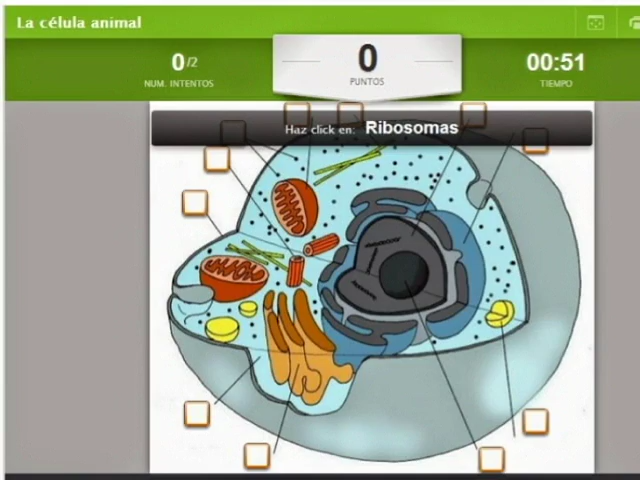 La célula animal
0/2
NUM. INTENTOS
0
PUNTOS
00:51
TIEMPO
Haz click en: Ribosomas